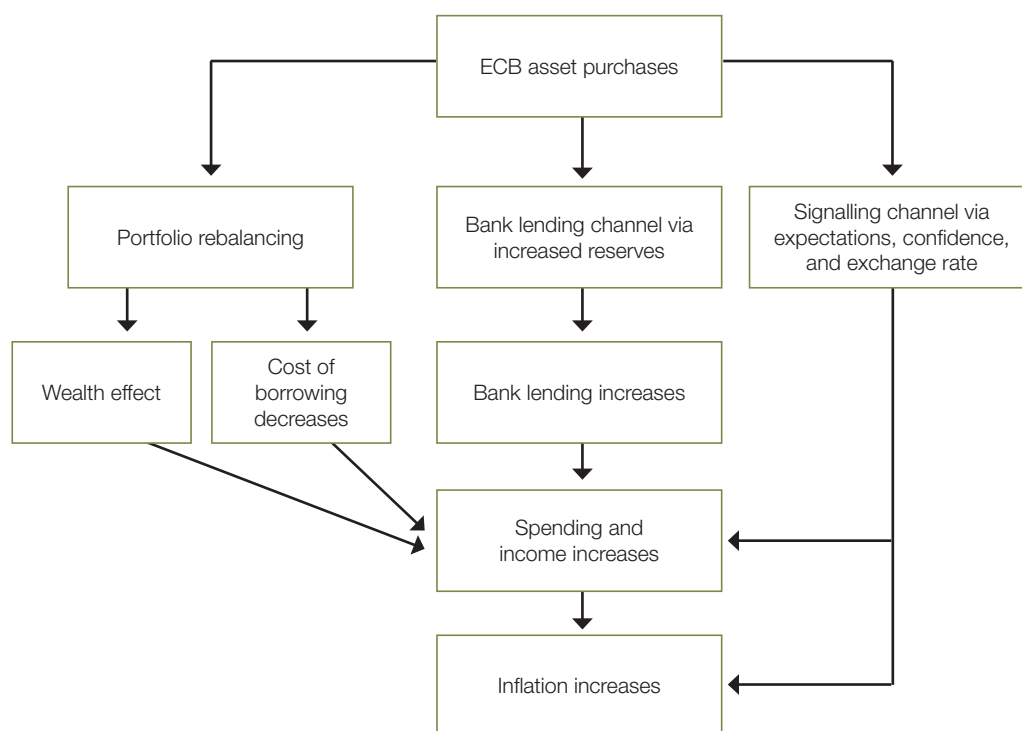 ECB asset purchases
Portfolio rebalancing
Bank lending channel via
increased reserves
Signalling channel via
expectations, confidence,
and exchange rate
Wealth effect
Cost of
borrowing
decreases
Bank lending increases
Spending and
income increases
Inflation increases